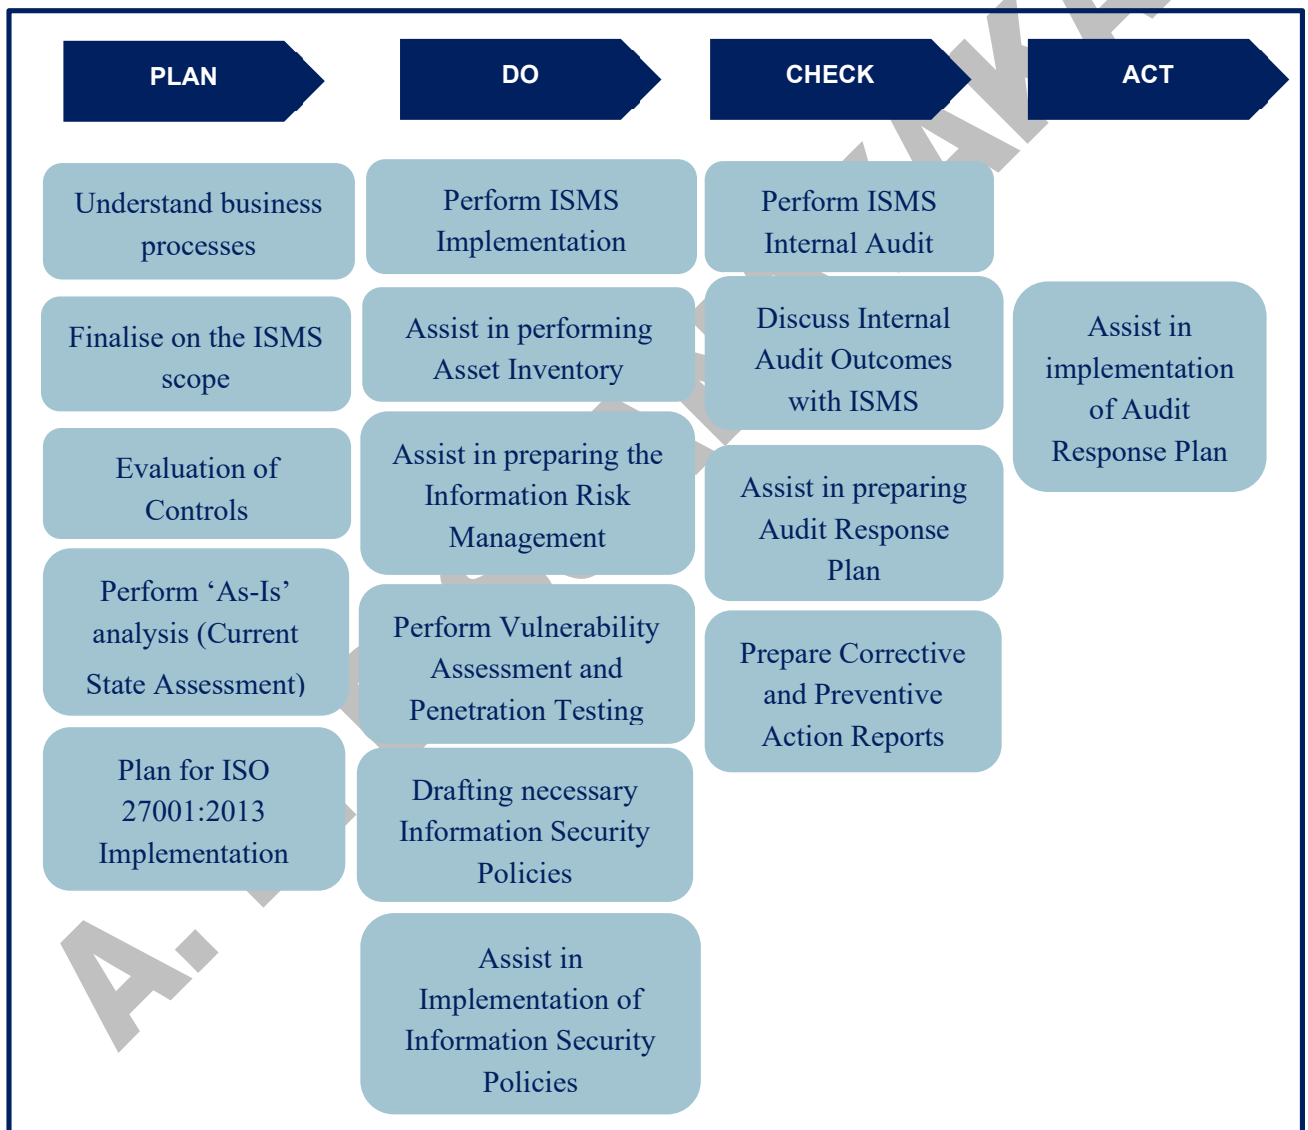 PLAN
DO
CHECK
ACT
Understand business
processes
Finalise on the ISMS
scope
Evaluation of
Controls
Perform ‘As-Is’
analysis (Current
State Assessment)
Plan for ISO
27001:2013
Implementation
Perform ISMS
Implementation
Assist in performing
Asset Inventory
Assist in preparing the
Information Risk
Management
Perform Vulnerability
Assessment and
Penetration Testing
Drafting necessary
Information Security
Policies
Assist in
Implementation of
Information Security
Policies
Perform ISMS
Internal Audit
Discuss Internal
Audit Outcomes
with ISMS
Assist in preparing
Audit Response
Plan
Prepare Corrective
and Preventive
Action Reports
Assist in
implementation
of Audit
Response Plan
A.